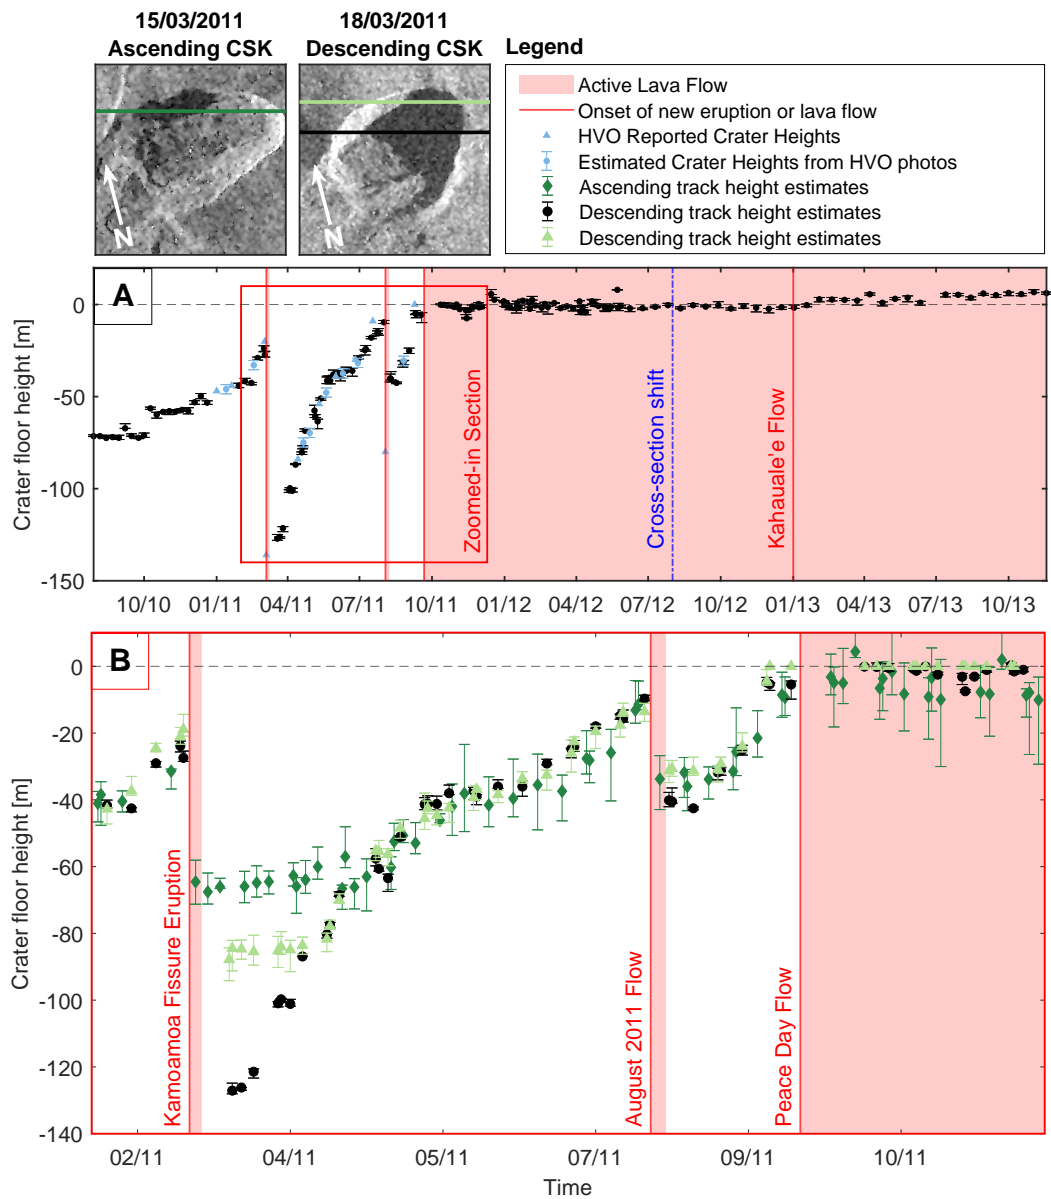 15/03/2011
Ascending CSK
18/03/2011
Descending CSK
N
N
Legend
Active Lava Flow
Onset of new eruption or lava flow
HVO Reported Crater Heights
Estimated Crater Heights from HVO photos
Ascending track height estimates
Descending track height estimates
Descending track height estimates
A
Crater floor height [m]
0
-50
-100
-150
Zoomed-in Section
Cross-section shift
Kahauale'e Flow
10/10 01/11 04/11 07/11 10/11 01/12 04/12 07/12 10/12 01/13 04/13 07/13 10/13
B
Crater floor height [m]
0
-20
-40
-60
-80
-100
-120
-140
Kamoamoa Fissure Eruption
August 2011 Flow
Peace Day Flow
02/11 04/11 05/11 07/11 09/11 10/11
Time